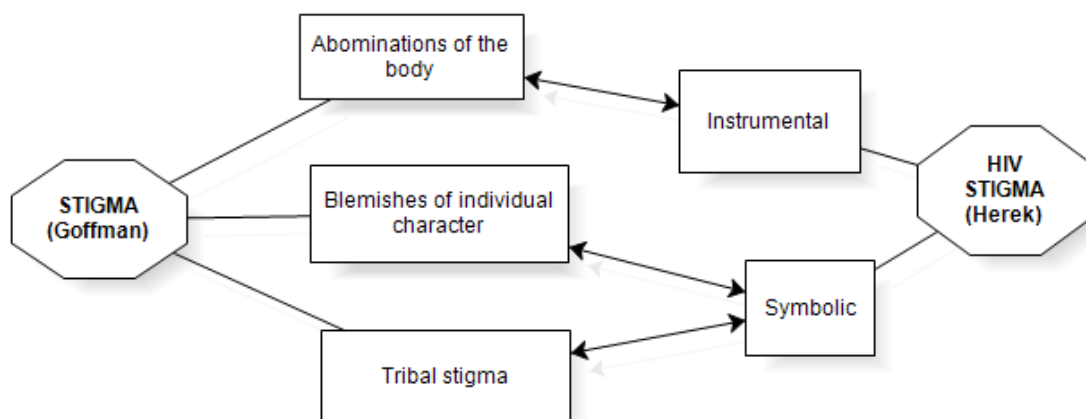 Abominations of the
body
Instrumental
HIV
STIGMA
(Herek)
STIGMA
(Goffman)
Blemishes of individual
character
Symbolic
Tribal stigma